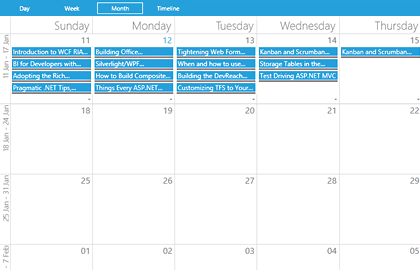 Day Week Month Timeline
Sunday Monday Tuesday Wednesday Thursday
11 Jan - 17 Jan
11 12 13 14 15
Introduction to WCF RIA... Building Office... Tightening Web Form... Kanban and Scrumban... Kanban and Scrumban...
BI for Developers with... Silverlight/WPF... When and how to use... Storage Tables in the...
Adopting the Rich... How to Build Composite... Building the DevReach... Test Driving ASP.NET MVC
Pragmatic .NET Tips,... Things Every ASP.NET... Customizing TFS to Your...
18 Jan - 24 Jan
18 19 20 21 22
25 Jan - 31 Jan
25 26 27 28 29
- 7 Feb
01 02 03 04 05